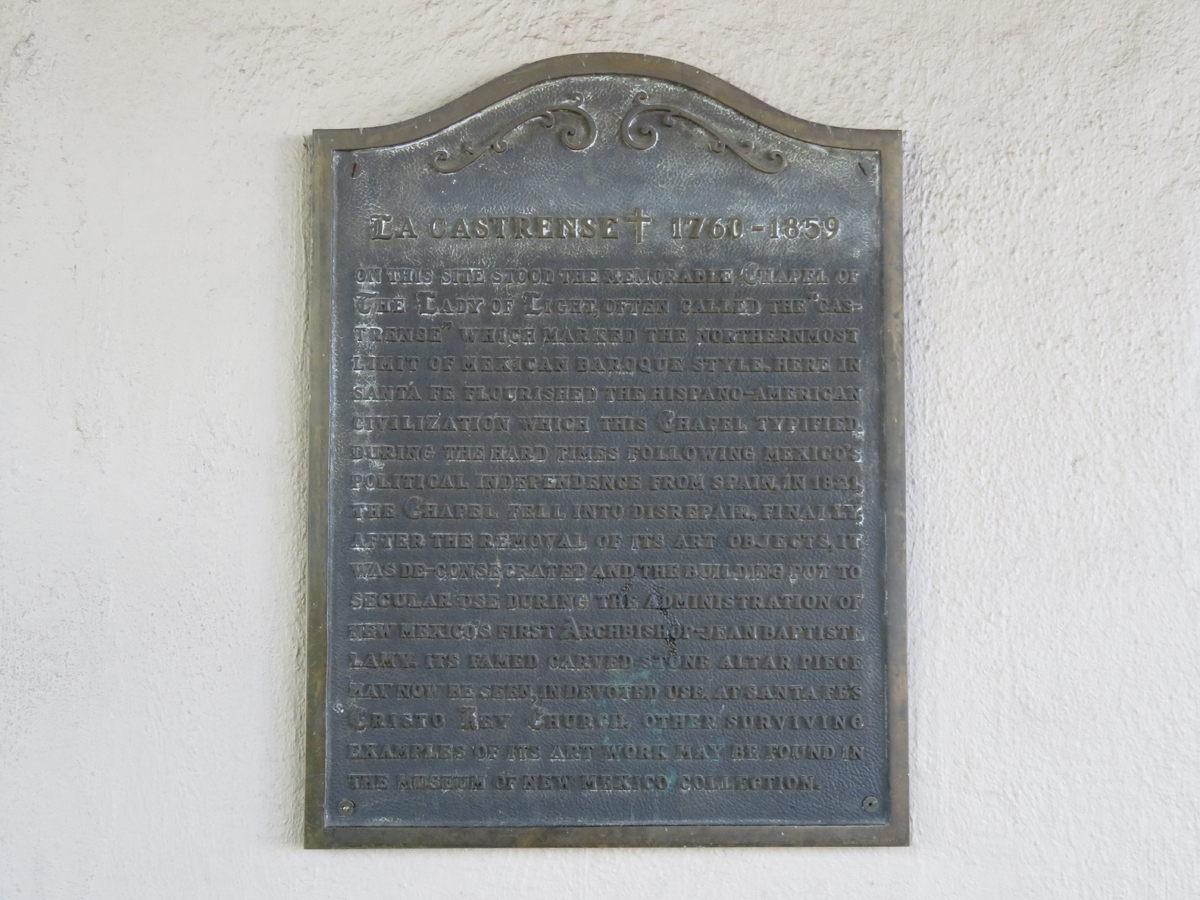 LA CASTRENSE ✝ 1760-1859
ON THIS SITE STOOD THE MEMORABLE CHAPEL OF
THE LADY OF LIGHT, OFTEN CALLED THE "CAS-
TRENSE" WHICH MARKED THE NORTHERNMOST
LIMIT OF MEXICAN BAROQUE STYLE. HERE IN
SANTA FE FLOURISHED THE HISPANO-AMERICAN
CIVILIZATION WHICH THIS CHAPEL TYPIFIED.
DURING THE HARD TIMES FOLLOWING MEXICO'S
POLITICAL INDEPENDENCE FROM SPAIN, IN 1821,
THE CHAPEL FELL INTO DISREPAIR. FINALLY,
AFTER THE REMOVAL OF ITS ART OBJECTS, IT
WAS DE-CONSECRATED AND THE BUILDING PUT TO
SECULAR USE DURING THE ADMINISTRATION OF
NEW MEXICO'S FIRST ARCHBISHOP-JEAN BAPTISTE
LAMY. ITS FAMED CARVED STONE ALTAR PIECE
MAY NOW BE SEEN, IN DEVOTED USE, AT SANTA FE'S
CRISTO REY CHURCH. OTHER SURVIVING
EXAMPLES OF ITS ART WORK MAY BE FOUND IN
THE MUSEUM OF NEW MEXICO COLLECTION.